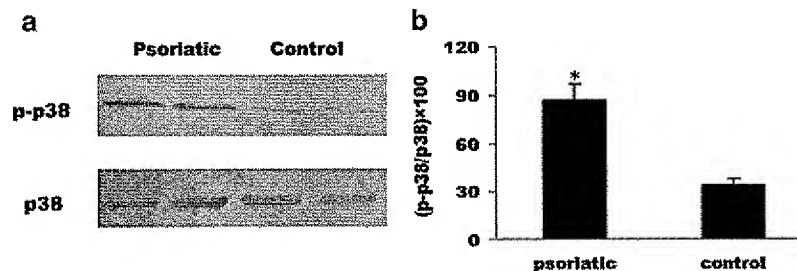 a
Psoriatic Control
p-p38
p38
b
(p-p38/p38)×100
120
90
60
30
0
*
psoriatic control